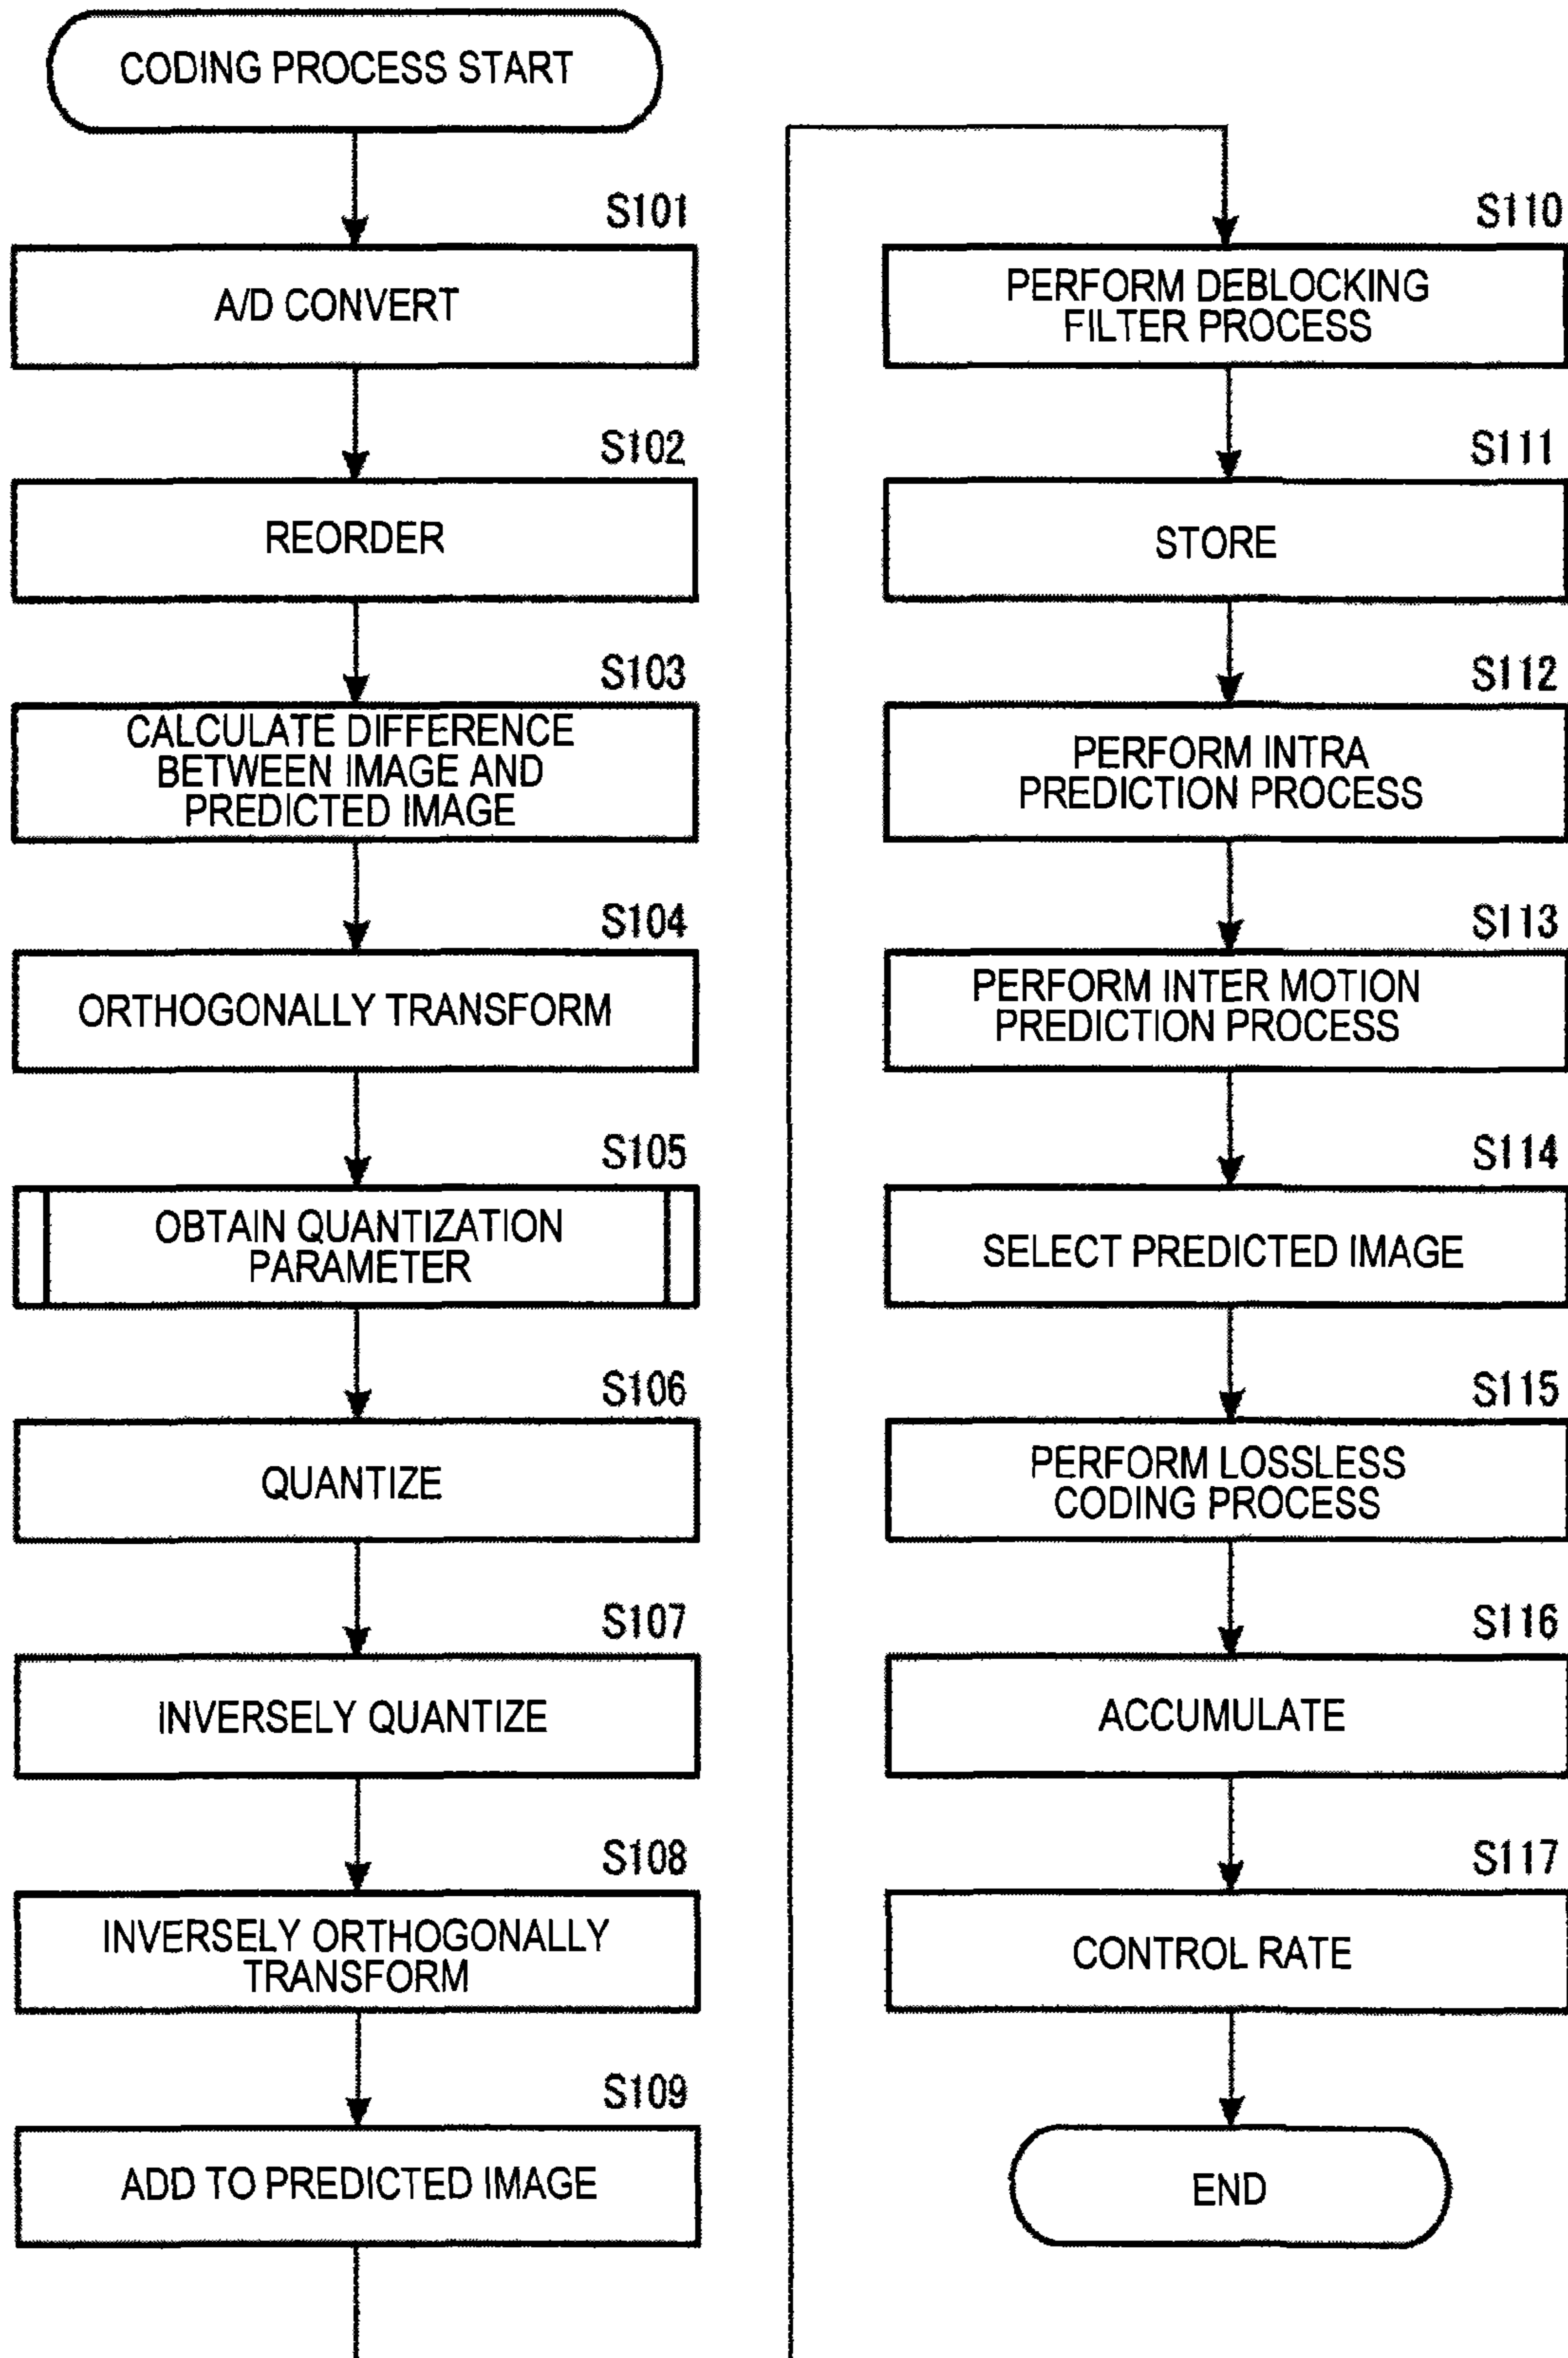 CODING PROCESS START
S101
A/D CONVERT
S102
REORDER
S103
CALCULATE DIFFERENCE
BETWEEN IMAGE AND
PREDICTED IMAGE
S104
ORTHOGONALLY TRANSFORM
S105
OBTAIN QUANTIZATION
PARAMETER
S106
QUANTIZE
S107
INVERSELY QUANTIZE
S108
INVERSELY ORTHOGONALLY
TRANSFORM
S109
ADD TO PREDICTED IMAGE
S110
PERFORM DEBLOCKING
FILTER PROCESS
S111
STORE
S112
PERFORM INTRA
PREDICTION PROCESS
S113
PERFORM INTER MOTION
PREDICTION PROCESS
S114
SELECT PREDICTED IMAGE
S115
PERFORM LOSSLESS
CODING PROCESS
S116
ACCUMULATE
S117
CONTROL RATE
END